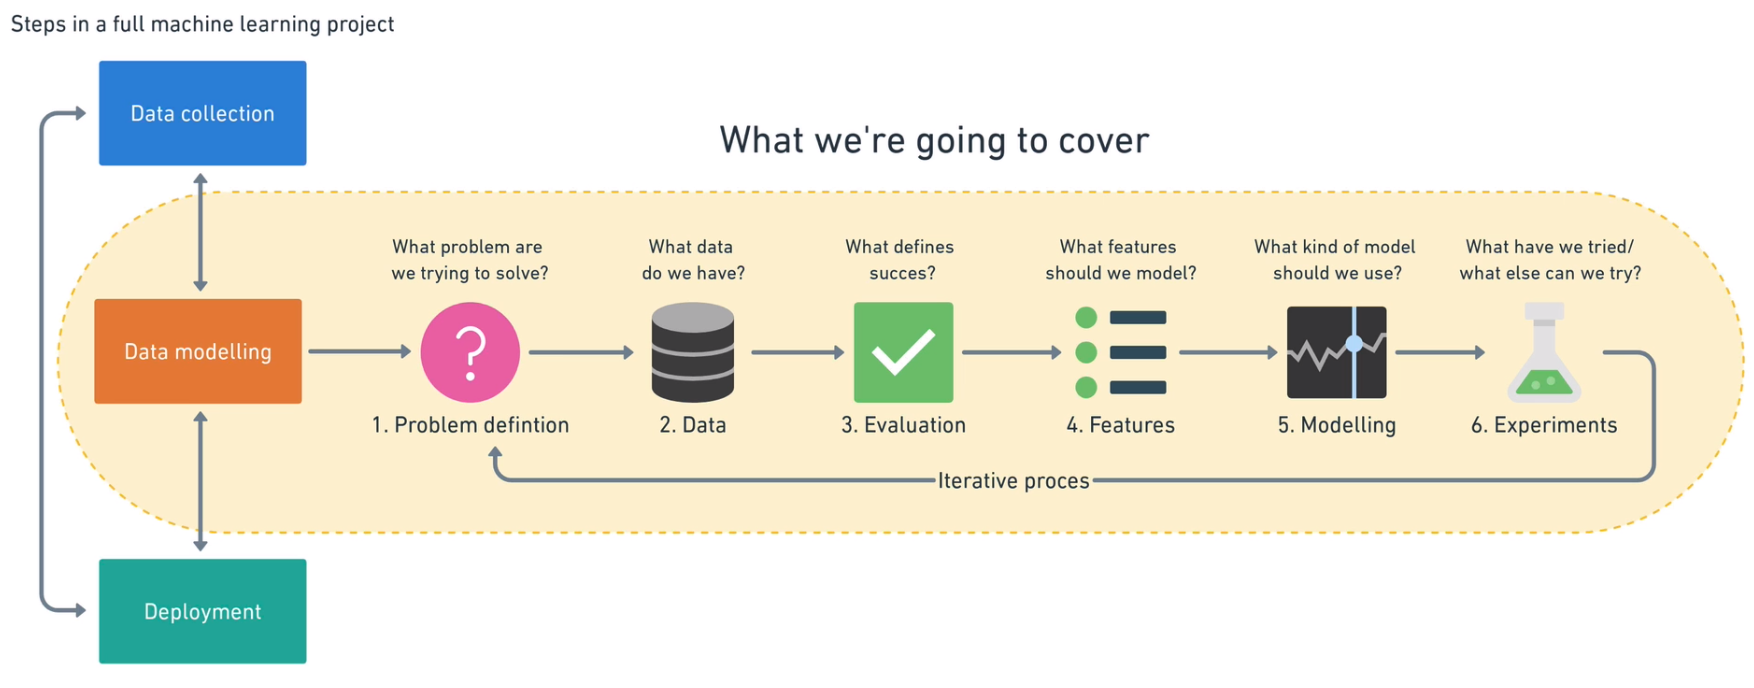 Steps in a full machine learning project
Data collection
What we're going to cover
What problem are
we trying to solve?
What data
do we have?
What defines
succes?
What features
should we model?
What kind of model
should we use?
What have we tried/
what else can we try?
Data modelling
?
1. Problem defintion
2. Data
3. Evaluation
4. Features
5. Modelling
6. Experiments
Iterative proces
Deployment